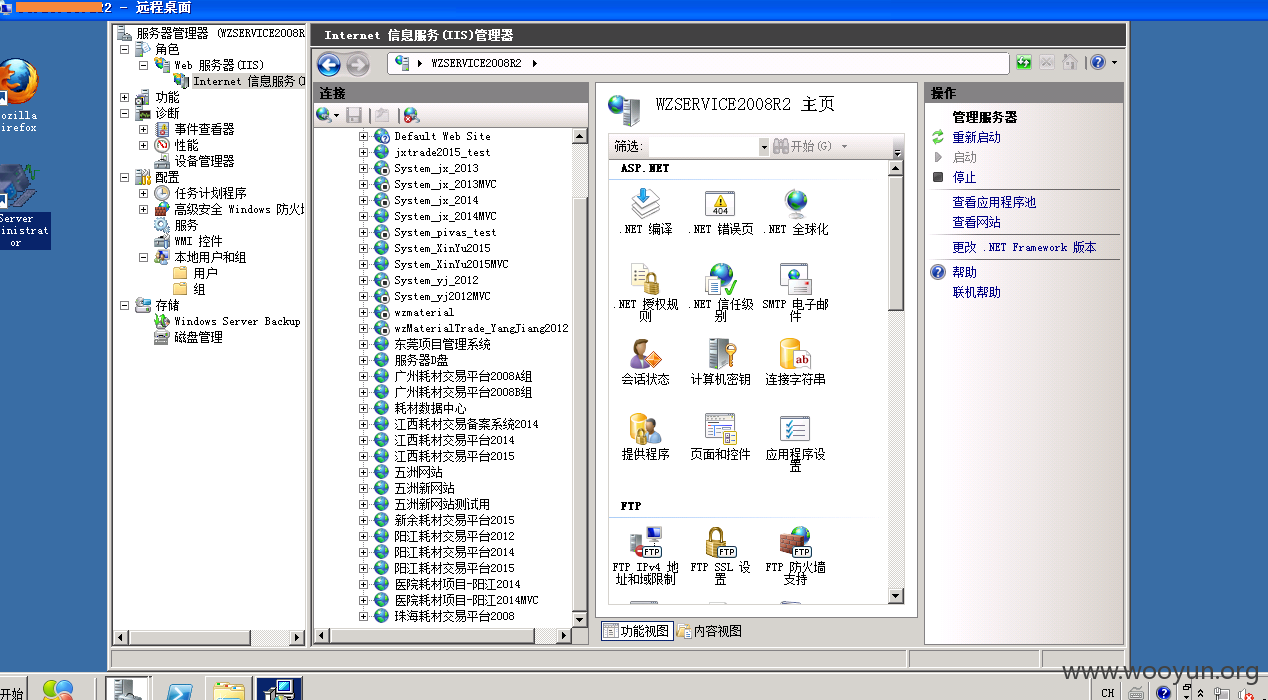 2 - 远程桌面
ozilla
irefox
Server
inistrat
or
服务器管理器 (WZSERVICE2008R
角色
Web 服务器(IIS)
Internet 信息服务(I
功能
诊断
事件查看器
性能
设备管理器
配置
任务计划程序
高级安全 Windows 防火墙
服务
WMI 控件
本地用户和组
用户
组
存储
Windows Server Backup
磁盘管理
Internet 信息服务(IIS)管理器
WZSERVICE2008R2
连接
Default Web Site
jxtrade2015_test
System_jx_2013
System_jx_2013MVC
System_jx_2014
System_jx_2014MVC
System_pivas_test
System_XinYu2015
System_XinYu2015MVC
System_yj_2012
System_yj2012MVC
wzmaterial
wzMaterialTrade_YangJiang2012
东莞项目管理系统
服务器D盘
广州耗材交易平台2008A组
广州耗材交易平台2008B组
耗材数据中心
江西耗材交易备案系统2014
江西耗材交易平台2014
江西耗材交易平台2015
五洲网站
五洲新网站
五洲新网站测试用
新余耗材交易平台2015
阳江耗材交易平台2012
阳江耗材交易平台2014
阳江耗材交易平台2015
医院耗材项目-阳江2014
医院耗材项目-阳江2014MVC
珠海耗材交易平台2008
WZSERVICE2008R2 主页
筛选:
开始(G)
ASP.NET
.NET 编译
.NET 错误页
.NET 全球化
.NET 授权规
则
.NET 信任级
别
SMTP 电子邮
件
会话状态
计算机密钥
连接字符串
提供程序
页面和控件
应用程序设
置
FTP
FTP IPv4 地
址和域限制
FTP SSL 设
置
FTP 防火墙
支持
功能视图
内容视图
操作
管理服务器
重新启动
启动
停止
查看应用程序池
查看网站
更改 .NET Framework 版本
帮助
联机帮助
开始
CH
www.wooyun.org